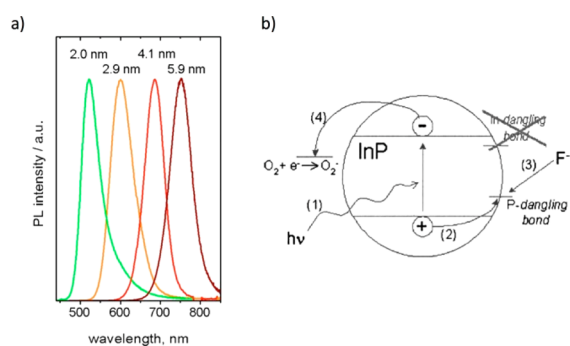 a)
2.0 nm 4.1 nm
2.9 nm 5.9 nm
PL intensity / a.u.
500 600 700 800
wavelength, nm
b)
(4)
In-dangling
bond
InP
O₂+ e⁻→O₂⁻
(3)
F⁻
(1)
P-dangling
bond
hν
(2)